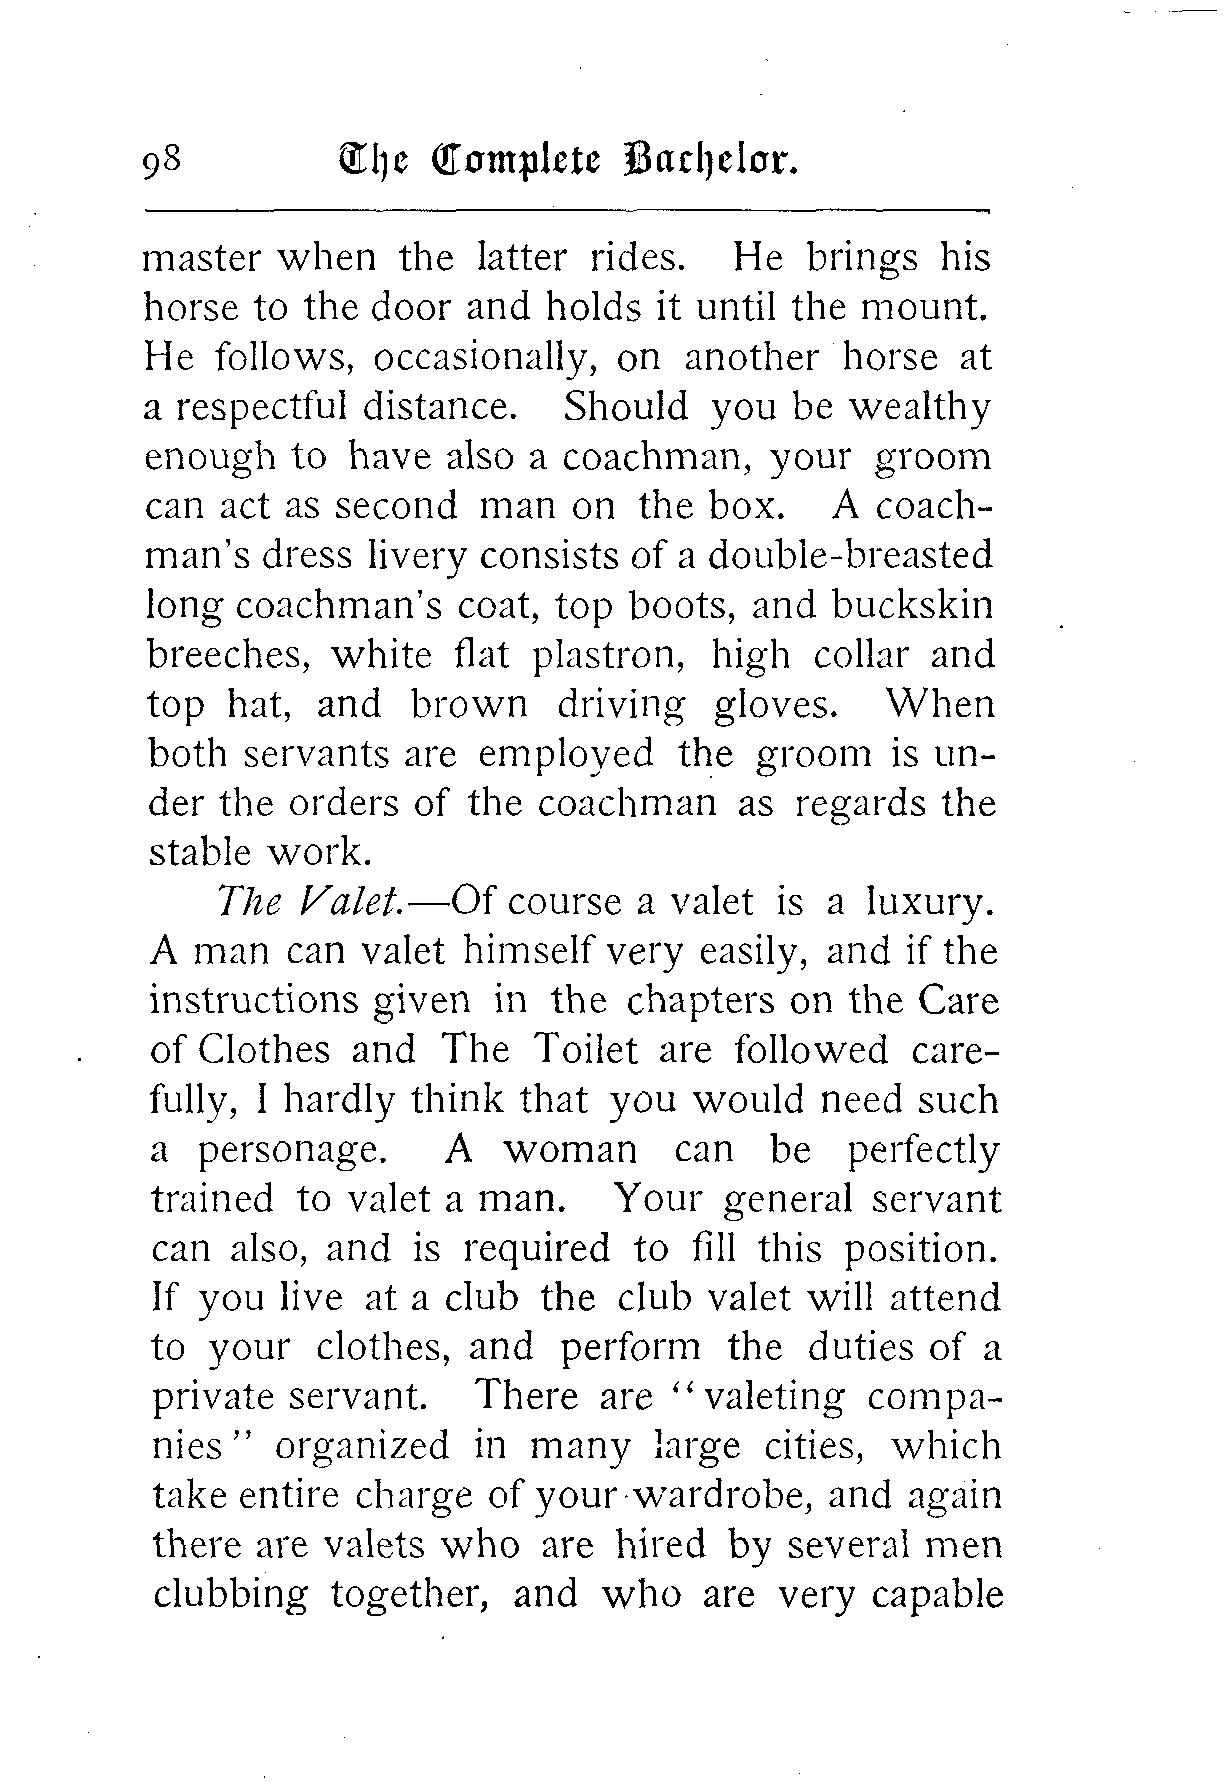 98 The Complete Bachelor.
master when the latter rides. He brings his
horse to the door and holds it until the mount.
He follows, occasionally, on another horse at
a respectful distance. Should you be wealthy
enough to have also a coachman, your groom
can act as second man on the box. A coach-
man's dress livery consists of a double-breasted
long coachman's coat, top boots, and buckskin
breeches, white flat plastron, high collar and
top hat, and brown driving gloves. When
both servants are employed the groom is un-
der the orders of the coachman as regards the
stable work.
The Valet.—Of course a valet is a luxury.
A man can valet himself very easily, and if the
instructions given in the chapters on the Care
of Clothes and The Toilet are followed care-
fully, I hardly think that you would need such
a personage. A woman can be perfectly
trained to valet a man. Your general servant
can also, and is required to fill this position.
If you live at a club the club valet will attend
to your clothes, and perform the duties of a
private servant. There are “valeting compa-
nies” organized in many large cities, which
take entire charge of your wardrobe, and again
there are valets who are hired by several men
clubbing together, and who are very capable